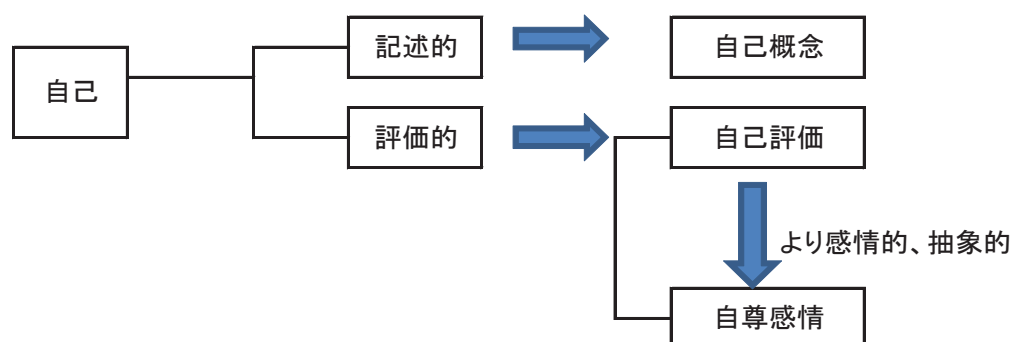 記述的
自己概念
自己
評価的
自己評価
より感情的、抽象的
自尊感情